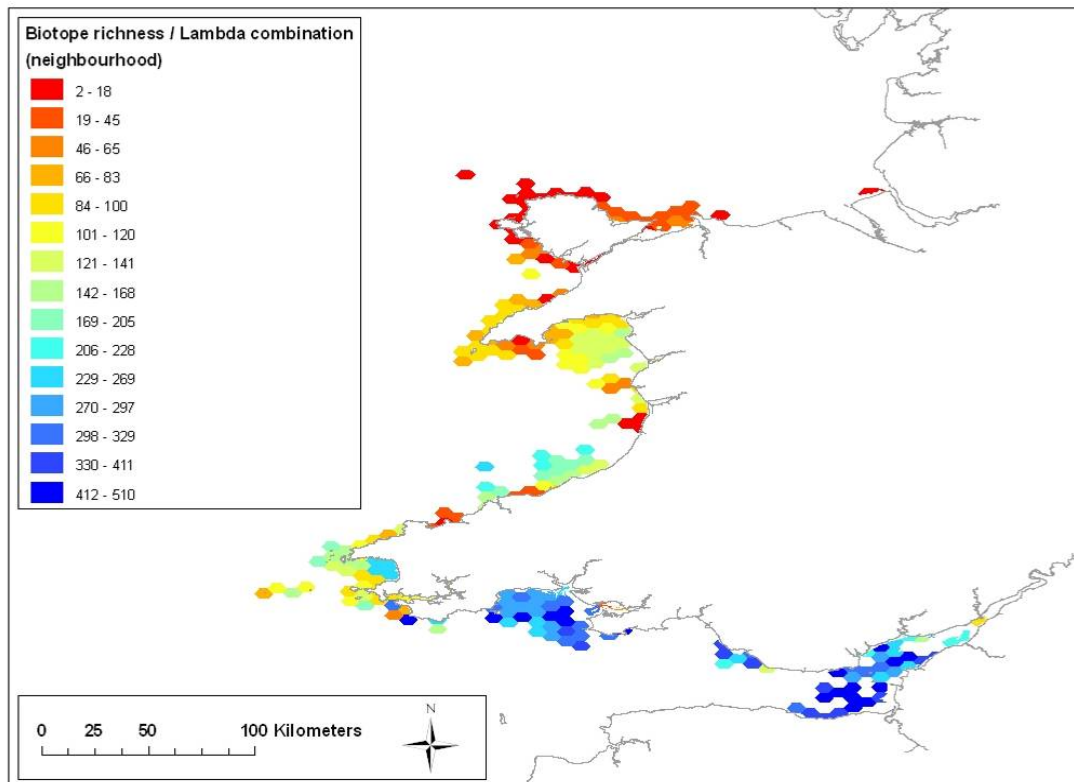 Biotope richness / Lambda combination
(neighbourhood)
2 - 18
19 - 45
46 - 65
66 - 83
84 - 100
101 - 120
121 - 141
142 - 168
169 - 205
206 - 228
229 - 269
270 - 297
298 - 329
330 - 411
412 - 510
N
0 25 50 100 Kilometers